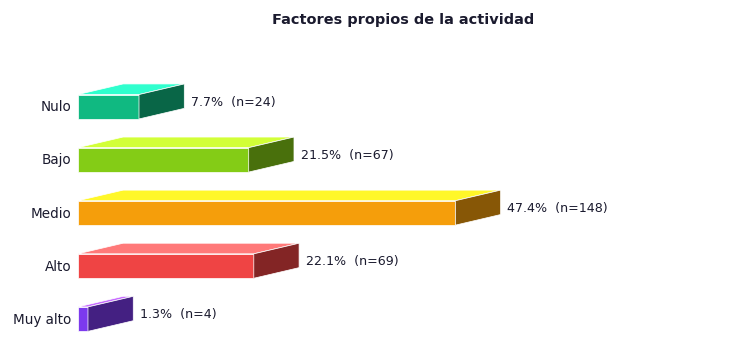 Factores propios de la actividad
Nulo 7.7% (n=24)
Bajo 21.5% (n=67)
Medio 47.4% (n=148)
Alto 22.1% (n=69)
Muy alto 1.3% (n=4)